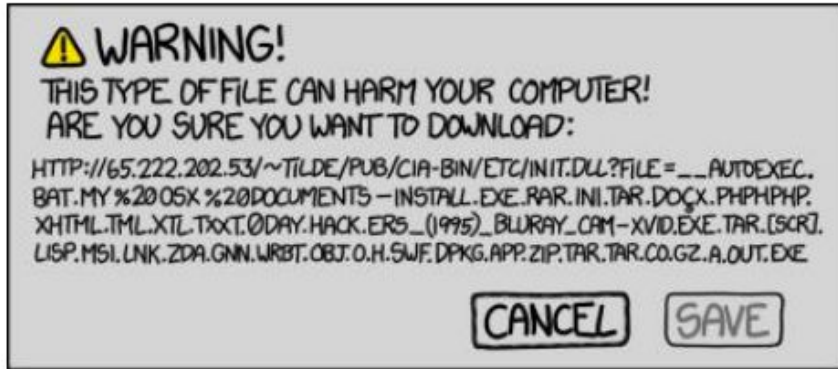 WARNING!
THIS TYPE OF FILE CAN HARM YOUR COMPUTER!
ARE YOU SURE YOU WANT TO DOWNLOAD:
HTTP://65.222.202.53/~TILDE/PUB/CIA-BIN/ETC/INIT.DLL?FILE=__AUTOEXEC.
BAT.MY%20OSX%20DOCUMENTS-INSTALL.EXE.RAR.INI.TAR.DOÇX.PHPHPHP.
XHTML.TML.XTL.TXXT.0DAY.HACK.ERS_(1995)_BLURAY_CAM-XVID.EXE.TAR.[SCR].
LISP.MSI.LNK.ZDA.GNN.WRBT.OBJ.O.H.SWF.DPKG.APP.ZIP.TAR.TAR.CO.GZ.A.OUT.EXE
CANCEL
SAVE